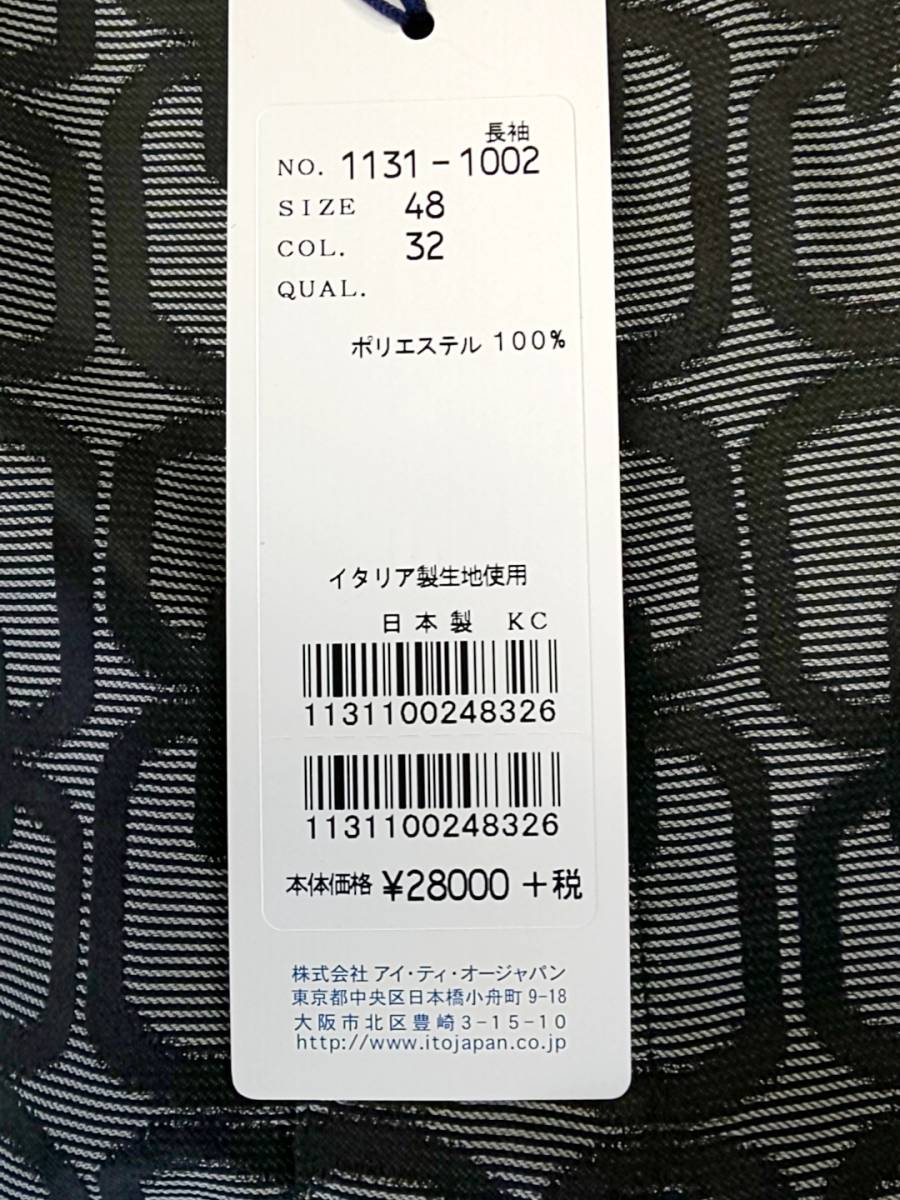 長袖
NO. 1131-1002
SIZE 48
COL. 32
QUAL.
ポリエステル 100%
イタリア製生地使用
日本製 KC
1131100248326
1131100248326
本体価格 ¥28000 +税
株式会社 アイ・ティ・オージャパン
東京都中央区日本橋小舟町 9-18
大阪市北区豊崎3-15-10
http://www.itojapan.co.jp